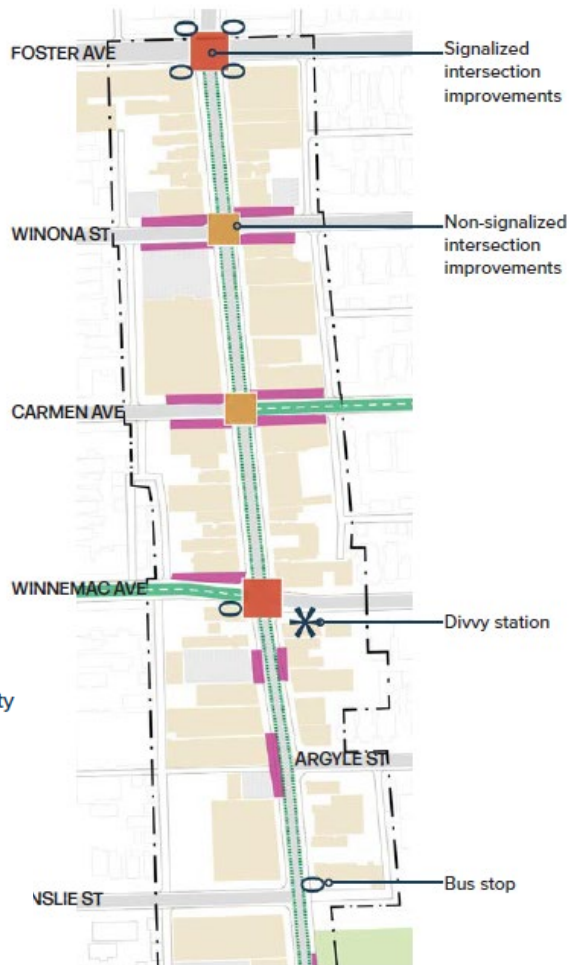 FOSTER AVE
Signalized
intersection
improvements
WINONA ST
Non-signalized
intersection
improvements
CARMEN AVE
WINNEMAC AVE
Divvy station
ty
ARGYLE ST
Bus stop
NSLIE ST